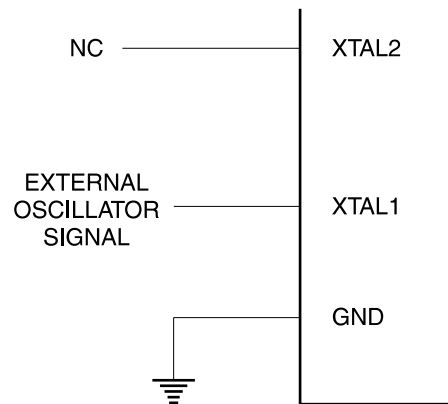 NC
XTAL2
EXTERNAL
OSCILLATOR
SIGNAL
XTAL1
GND